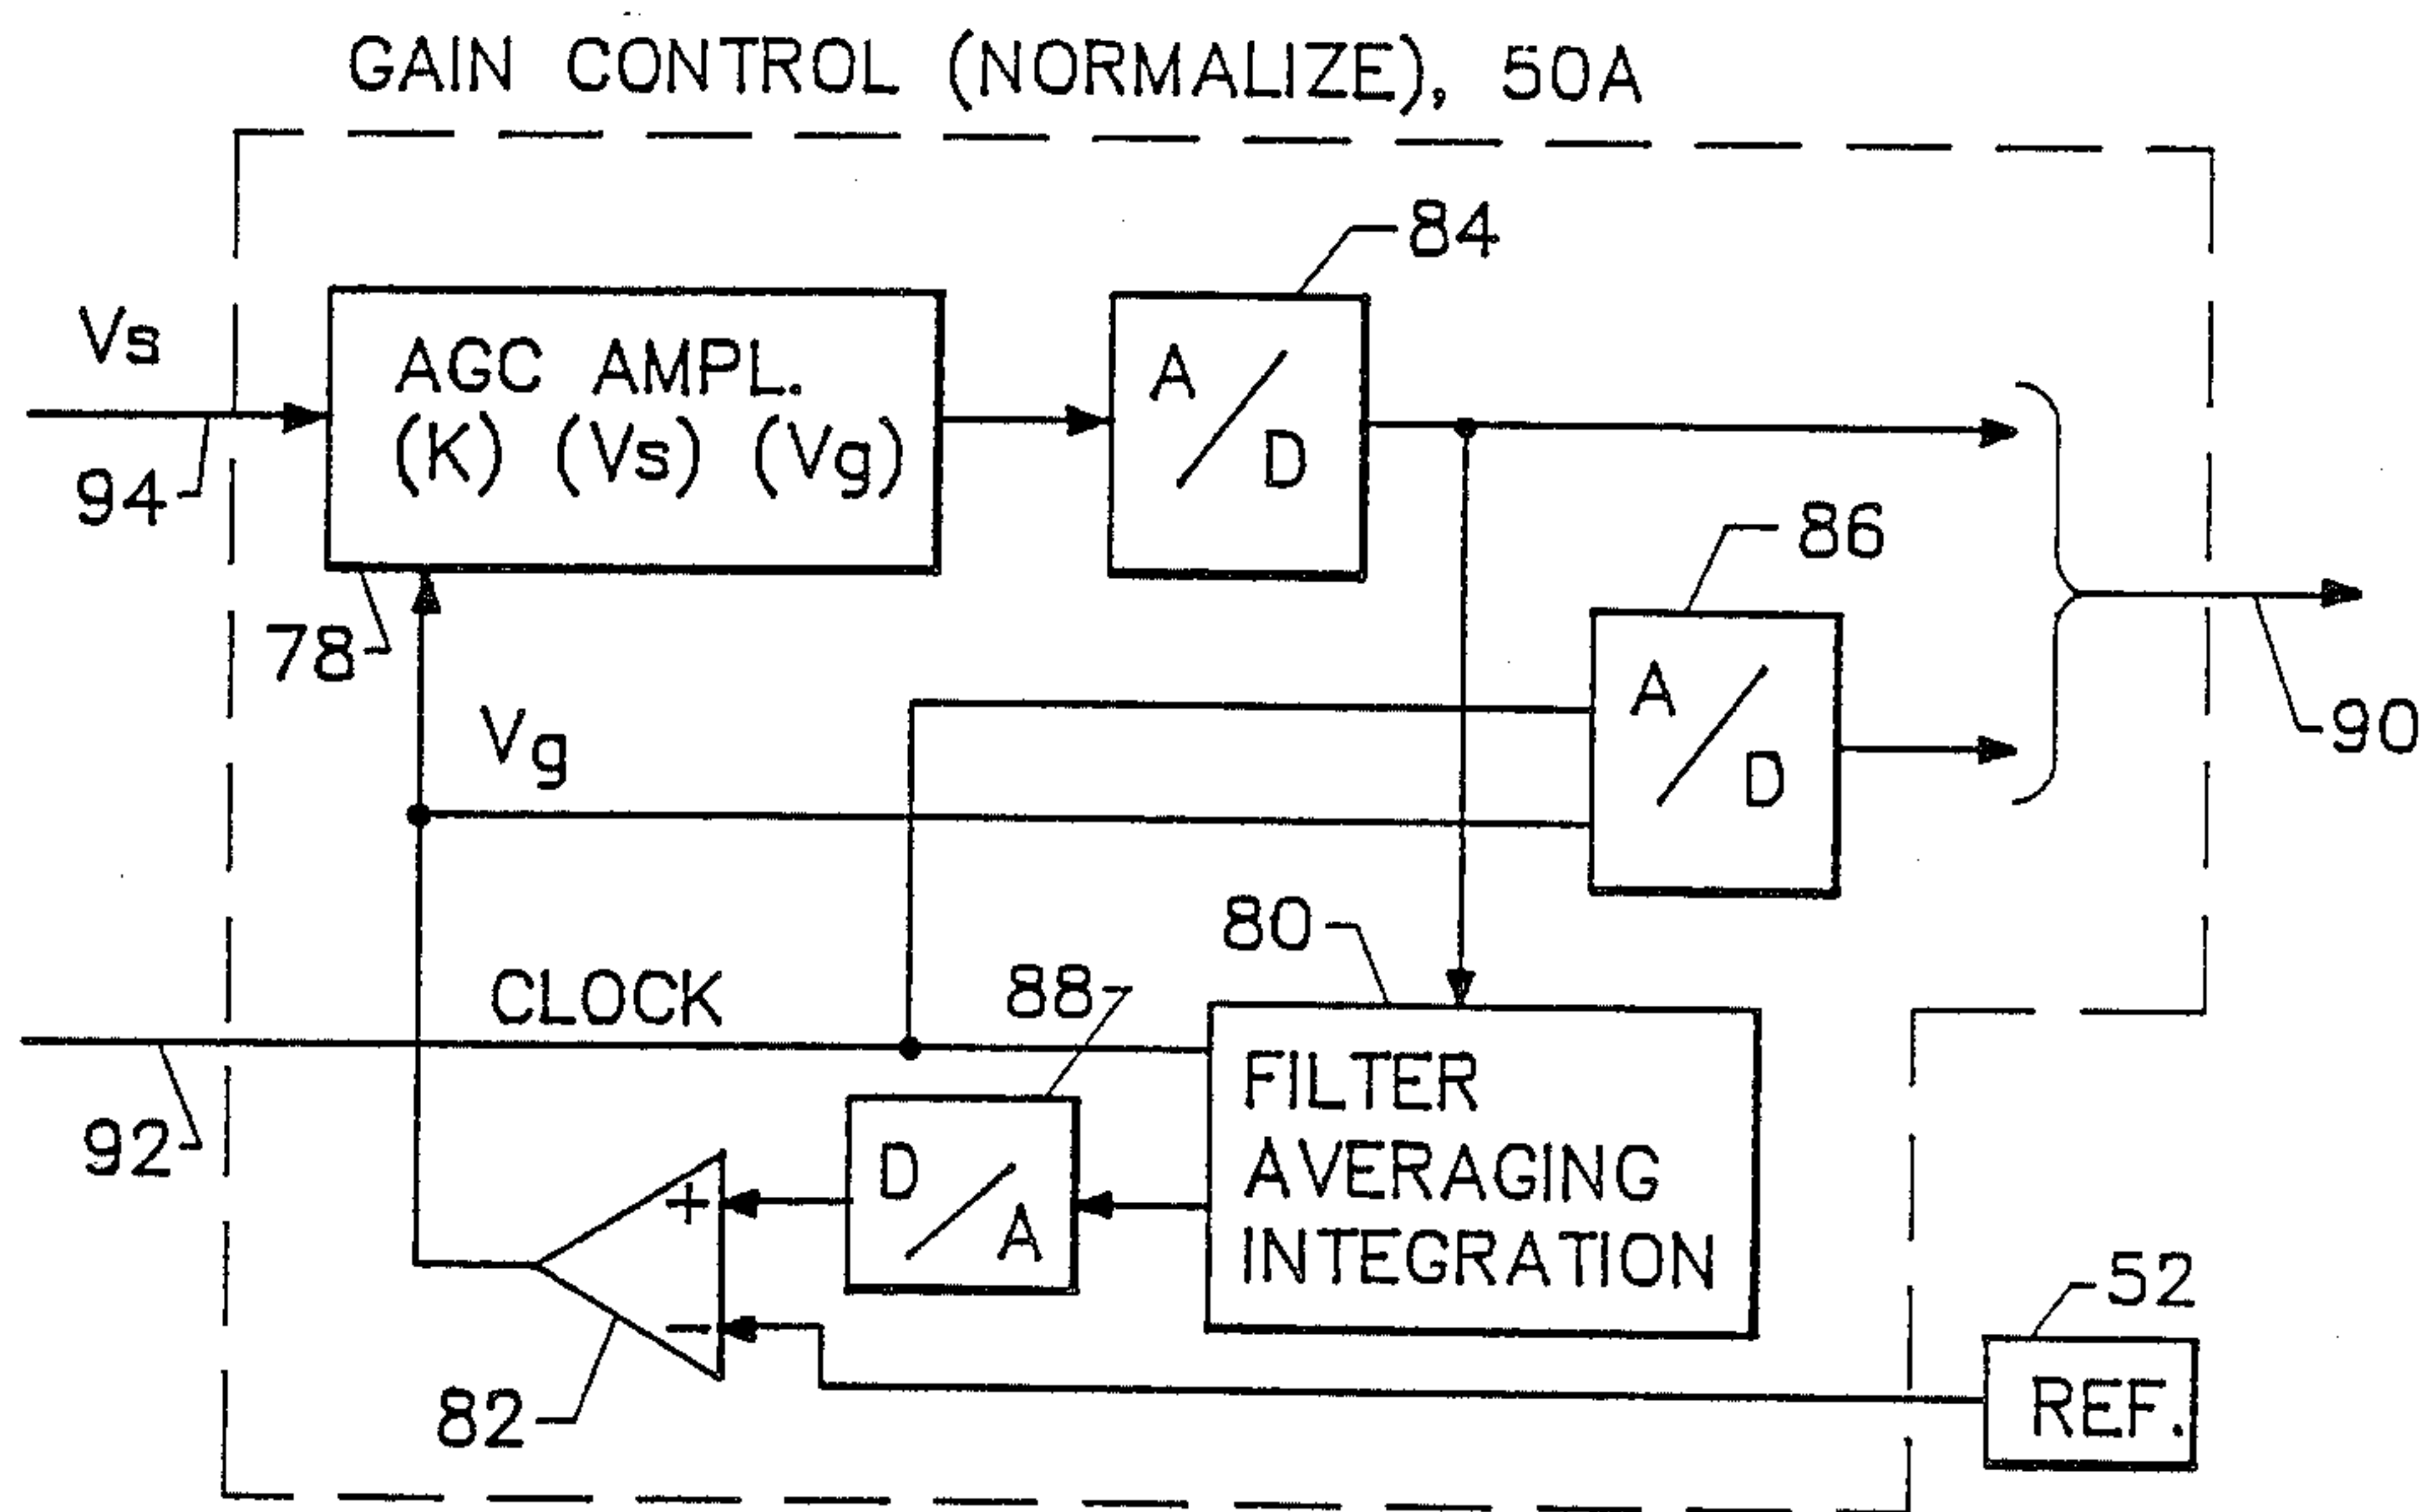 GAIN CONTROL (NORMALIZE), 50A
84
Vs
AGC AMPL.
(K) (Vs) (Vg)
A/D
94
86
78
A/D
Vg
90
80
CLOCK
88
FILTER
AVERAGING
INTEGRATION
92
D/A
+
−
52
82
REF.